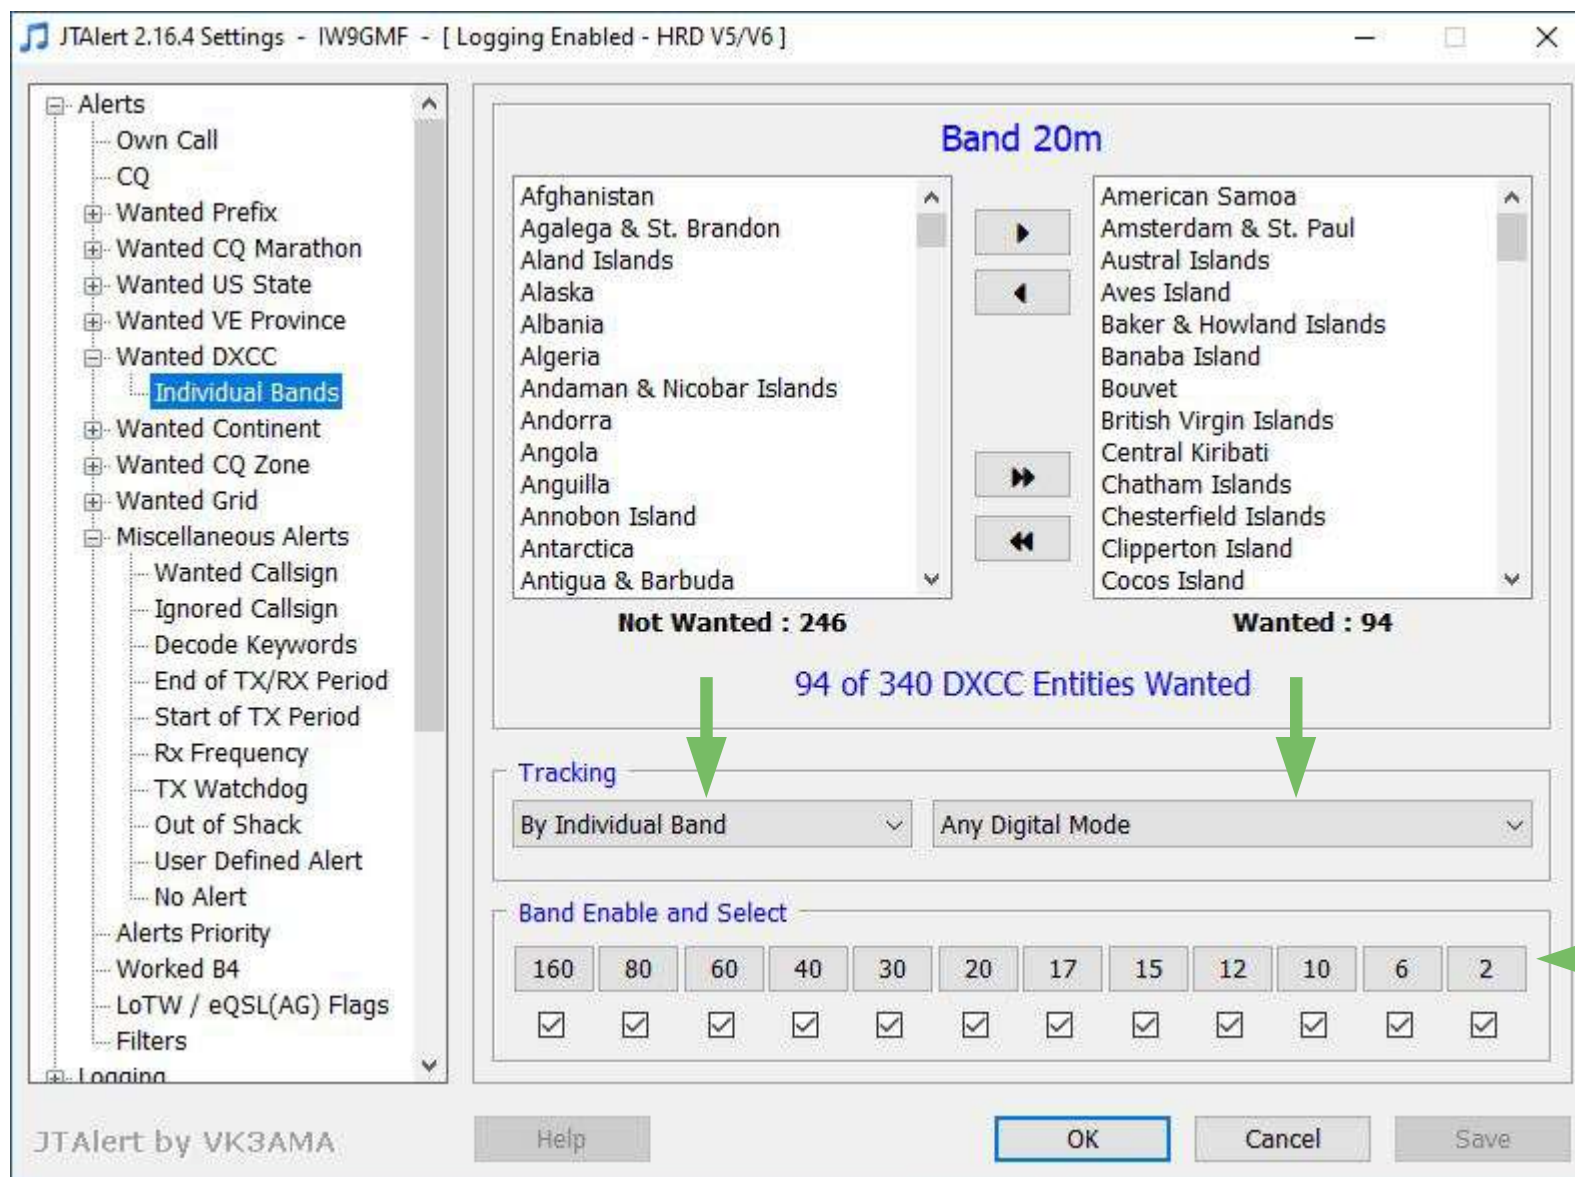 JTAlert 2.16.4 Settings - IW9GMF - [ Logging Enabled - HRD V5/V6 ]
Alerts
Own Call
CQ
Wanted Prefix
Wanted CQ Marathon
Wanted US State
Wanted VE Province
Wanted DXCC
Individual Bands
Wanted Continent
Wanted CQ Zone
Wanted Grid
Miscellaneous Alerts
Wanted Callsign
Ignored Callsign
Decode Keywords
End of TX/RX Period
Start of TX Period
Rx Frequency
TX Watchdog
Out of Shack
User Defined Alert
No Alert
Alerts Priority
Worked B4
LoTW / eQSL(AG) Flags
Filters
Logging
Band 20m
Afghanistan
Agalega & St. Brandon
Aland Islands
Alaska
Albania
Algeria
Andaman & Nicobar Islands
Andorra
Angola
Anguilla
Annobon Island
Antarctica
Antigua & Barbuda
Not Wanted : 246
American Samoa
Amsterdam & St. Paul
Austral Islands
Aves Island
Baker & Howland Islands
Banaba Island
Bouvet
British Virgin Islands
Central Kiribati
Chatham Islands
Chesterfield Islands
Clipperton Island
Cocos Island
Wanted : 94
94 of 340 DXCC Entities Wanted
Tracking
By Individual Band Any Digital Mode
Band Enable and Select
160 80 60 40 30 20 17 15 12 10 6 2
JTAlert by VK3AMA Help OK Cancel Save